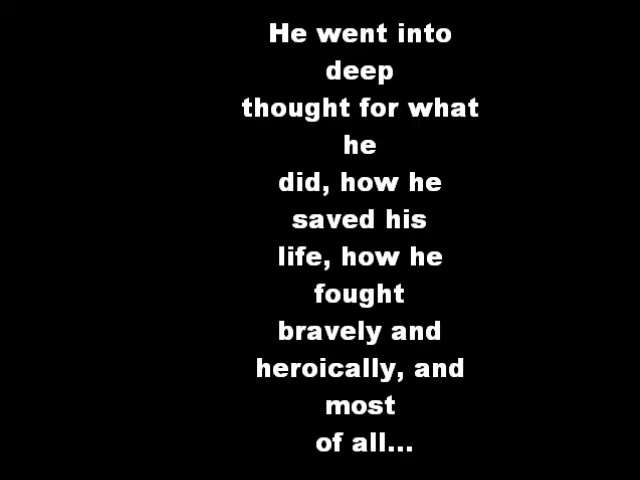 He went into
deep
thought for what
he
did, how he
saved his
life, how he
fought
bravely and
heroically, and
most
of all...